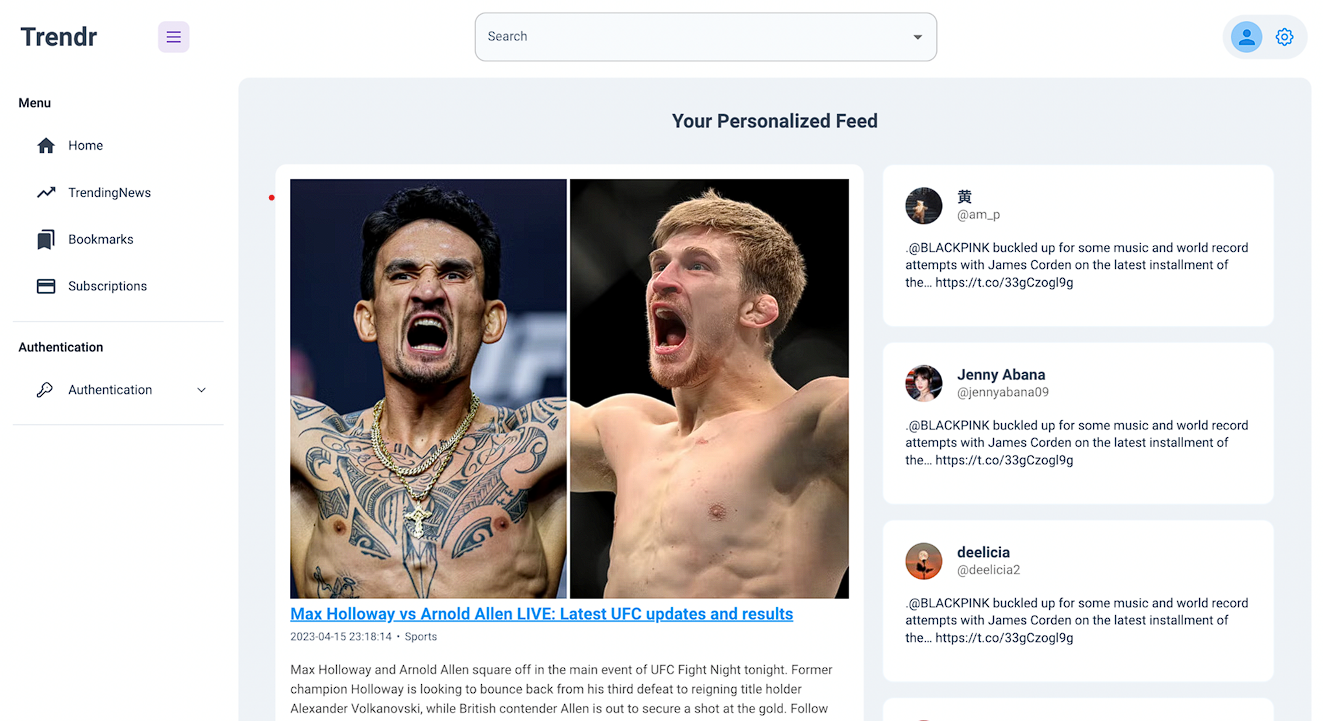 Trendr
Search
Menu
Home
TrendingNews
Bookmarks
Subscriptions
Authentication
Authentication
Your Personalized Feed
Max Holloway vs Arnold Allen LIVE: Latest UFC updates and results
2023-04-15 23:18:14 • Sports
Max Holloway and Arnold Allen square off in the main event of UFC Fight Night tonight. Former
champion Holloway is looking to bounce back from his third defeat to reigning title holder
Alexander Volkanovski, while British contender Allen is out to secure a shot at the gold. Follow
黄
@am_p
.@BLACKPINK buckled up for some music and world record
attempts with James Corden on the latest installment of
the… https://t.co/33gCzogl9g
Jenny Abana
@jennyabana09
.@BLACKPINK buckled up for some music and world record
attempts with James Corden on the latest installment of
the… https://t.co/33gCzogl9g
deelicia
@deelicia2
.@BLACKPINK buckled up for some music and world record
attempts with James Corden on the latest installment of
the… https://t.co/33gCzogl9g